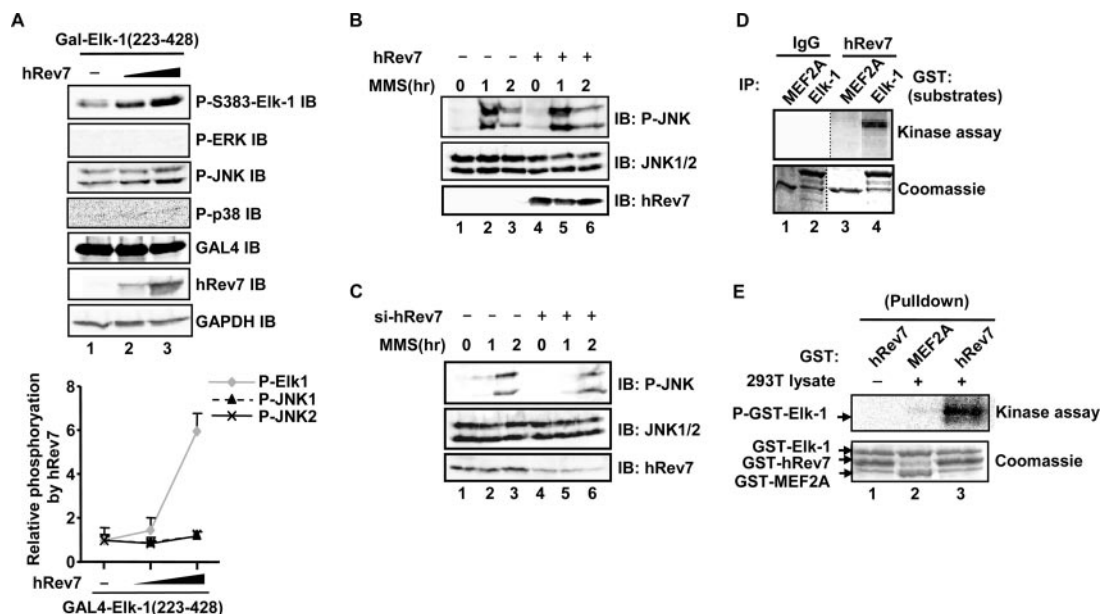 A
Gal-Elk-1(223-428)
hRev7 –
P-S383-Elk-1 IB
P-ERK IB
P-JNK IB
P-p38 IB
GAL4 IB
hRev7 IB
GAPDH IB
1 2 3
8
6
4
2
0
Relative phosphoryation
by hRev7
P-Elk1
P-JNK1
P-JNK2
hRev7 –
GAL4-Elk-1(223-428)
B
hRev7 – – – + + +
MMS(hr) 0 1 2 0 1 2
IB: P-JNK
IB: JNK1/2
IB: hRev7
1 2 3 4 5 6
C
si-hRev7 – – – + + +
MMS(hr) 0 1 2 0 1 2
IB: P-JNK
IB: JNK1/2
IB: hRev7
1 2 3 4 5 6
D
IgG hRev7
IP: MEF2A Elk-1 MEF2A Elk-1 GST:
(substrates)
Kinase assay
Coomassie
1 2 3 4
E
(Pulldown)
GST: hRev7 MEF2A hRev7
293T lysate – + +
P-GST-Elk-1 Kinase assay
GST-Elk-1
GST-hRev7 Coomassie
GST-MEF2A
1 2 3